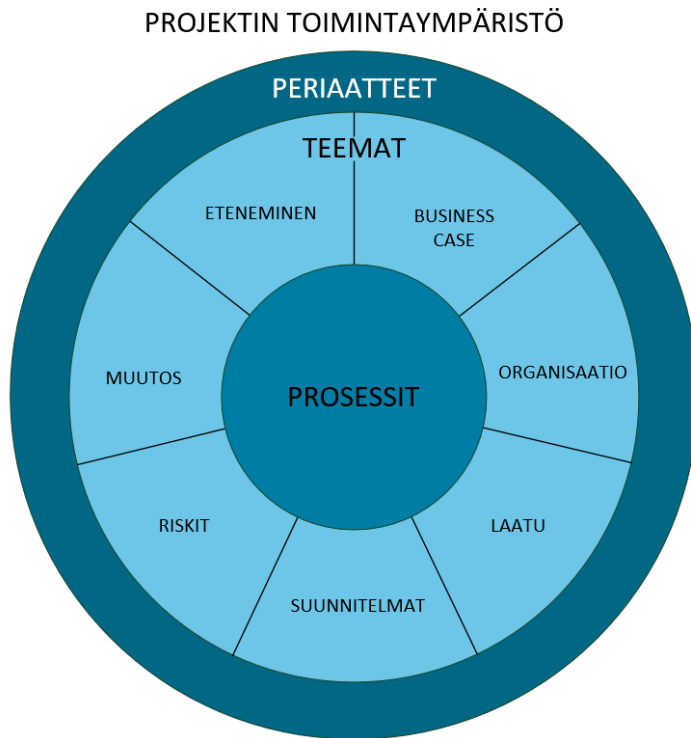 PROJEKTIN TOIMINTAYMPÄRISTÖ
PERIAATTEET
TEEMAT
ETENEMINEN
BUSINESS
CASE
MUUTOS
ORGANISAATIO
PROSESSIT
RISKIT
LAATU
SUUNNITELMAT